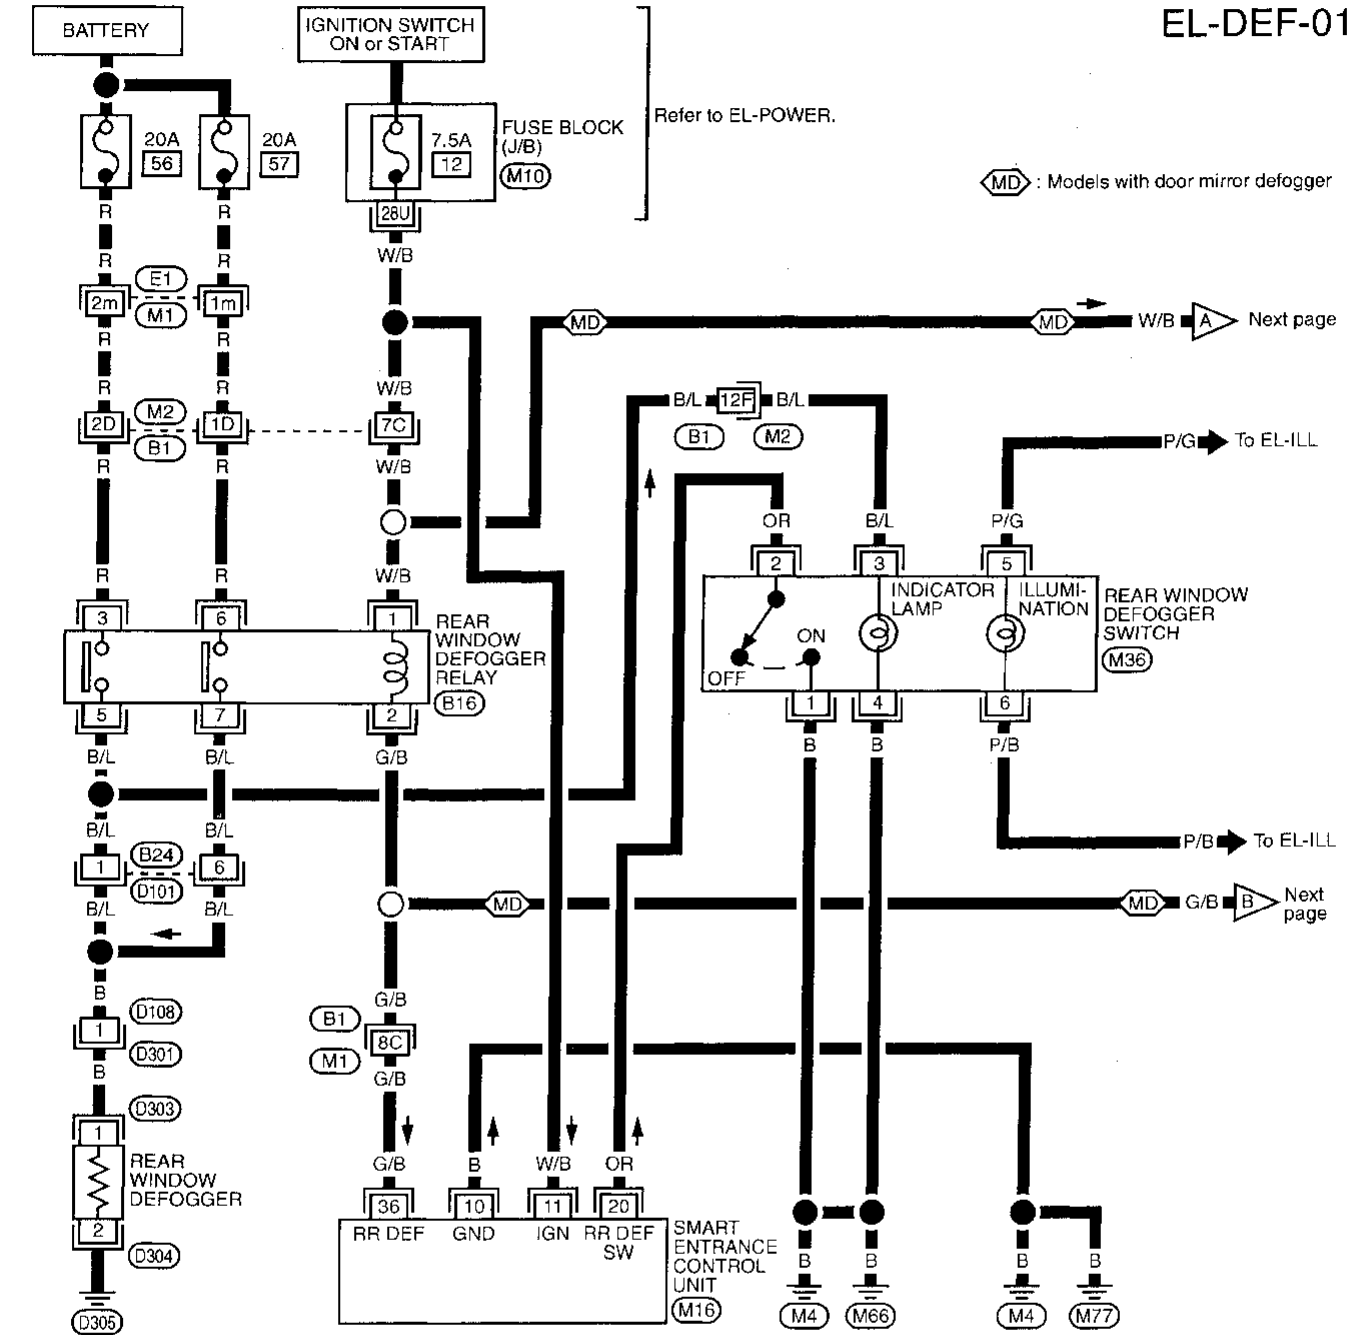 EL-DEF-01
BATTERY
IGNITION SWITCH
ON or START
Refer to EL-POWER.
20A
56
20A
57
7.5A
12
FUSE BLOCK
(J/B)
M10
MD : Models with door mirror defogger
28U
R
R
W/B
R
R
E1
2m
1m
M1
MD
MD
W/B
A
Next page
R
R
R
R
W/B
M2
2D
1D
7C
B1
B/L
12F
B/L
B1
M2
P/G
To EL-ILL
R
R
W/B
OR
B/L
P/G
R
R
W/B
2
3
5
INDICATOR
LAMP
ILLUMI-
NATION
REAR WINDOW
DEFOGGER
SWITCH
M36
3
6
1
REAR
WINDOW
DEFOGGER
RELAY
B16
ON
OFF
1
4
6
5
7
2
B
B
P/B
B/L
B/L
G/B
B/L
B/L
P/B
To EL-ILL
B24
1
6
D101
B/L
B/L
MD
MD
G/B
B
Next
page
B
D108
1
D301
B
G/B
B1
8C
M1
G/B
D303
1
REAR
WINDOW
DEFOGGER
2
D304
D305
G/B
B
W/B
OR
36
10
11
20
RR DEF
GND
IGN
RR DEF
SW
SMART
ENTRANCE
CONTROL
UNIT
M16
B
B
B
B
M4
M66
M4
M77